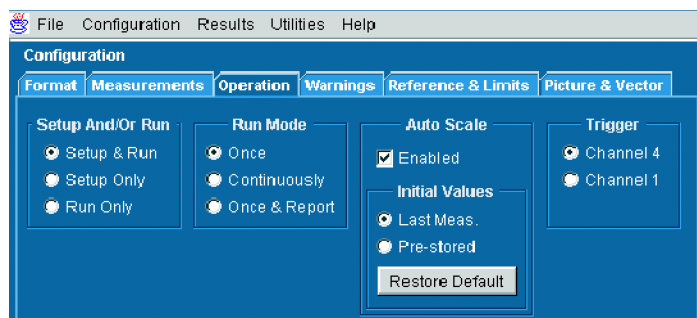 File Configuration Results Utilities Help
Configuration
Format Measurements Operation Warnings Reference & Limits Picture & Vector
Setup And/Or Run
Setup & Run
Setup Only
Run Only
Run Mode
Once
Continuously
Once & Report
Auto Scale
Enabled
Initial Values
Last Meas.
Pre-stored
Restore Default
Trigger
Channel 4
Channel 1